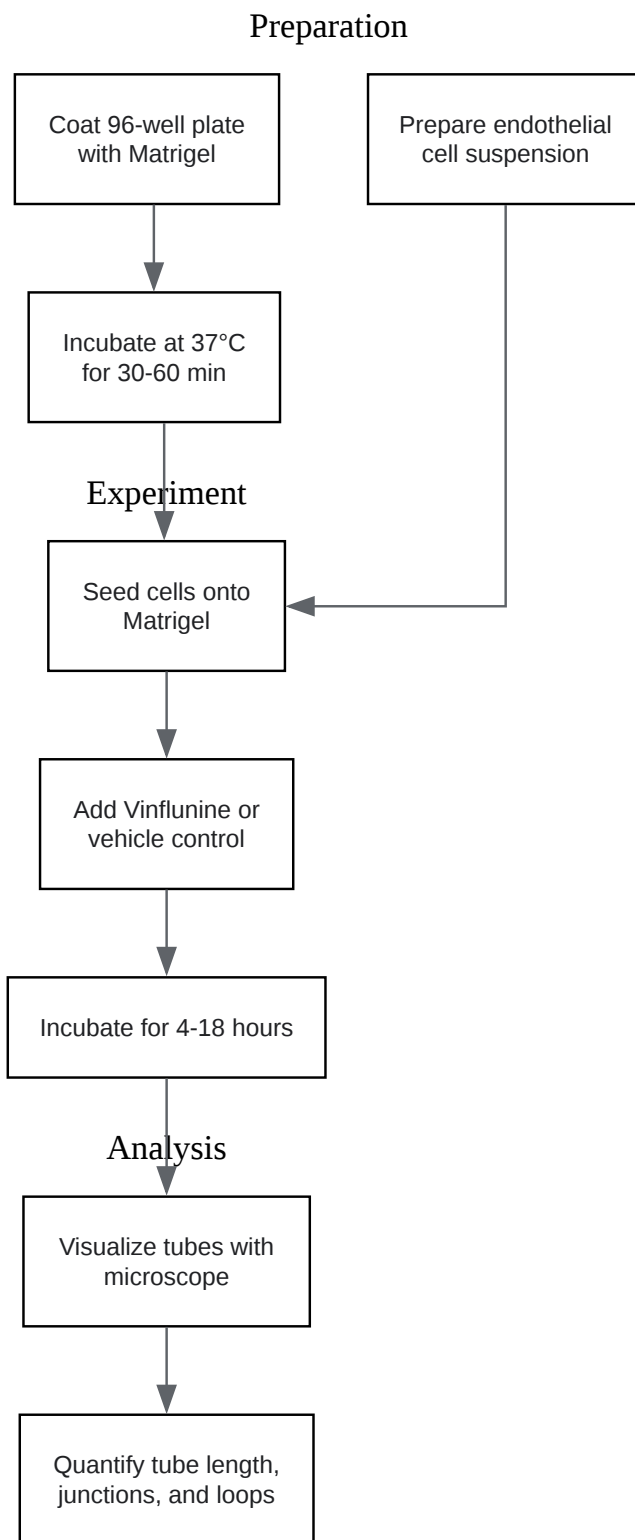 Preparation
Coat 96-well plate
with Matrigel
Prepare endothelial
cell suspension
Incubate at 37°C
for 30-60 min
Experiment
Seed cells onto
Matrigel
Add Vinflunine or
vehicle control
Incubate for 4-18 hours
Analysis
Visualize tubes with
microscope
Quantify tube length,
junctions, and loops